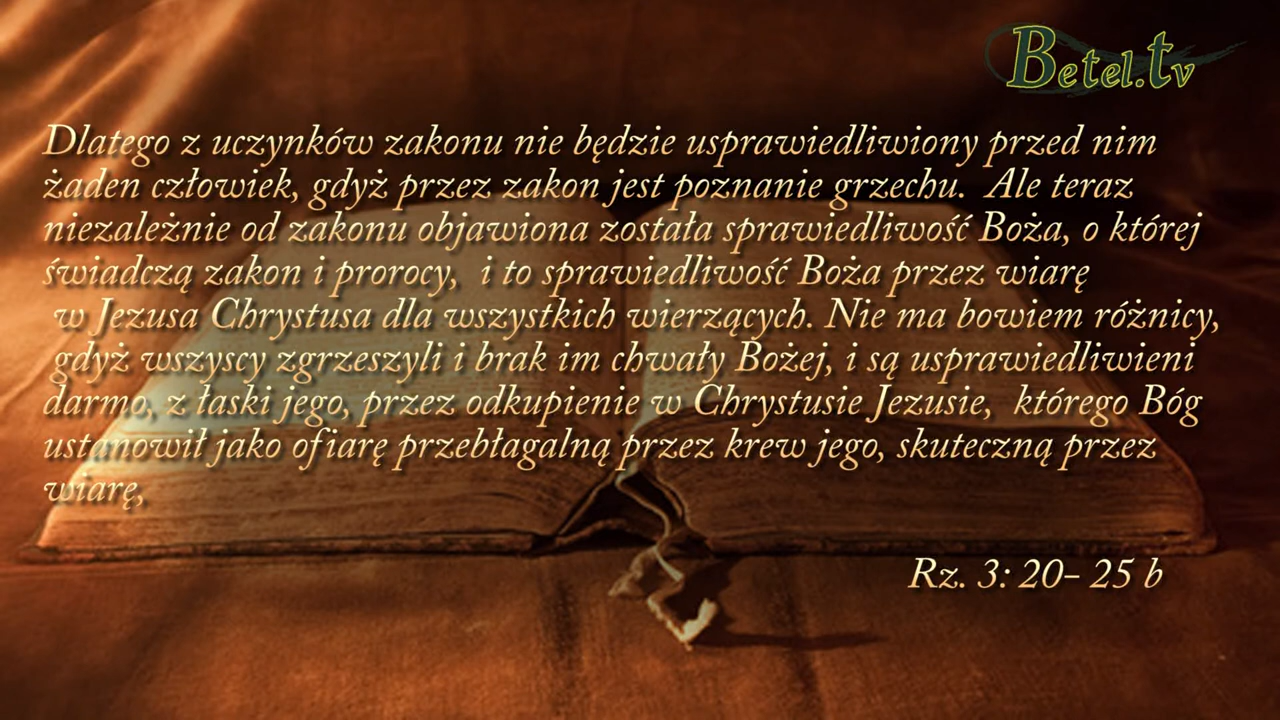 Betel.tv
Dlatego z uczynków zakonu nie będzie usprawiedliwiony przed nim
żaden człowiek, gdyż przez zakon jest poznanie grzechu. Ale teraz
niezależnie od zakonu objawiona została sprawiedliwość Boża, o której
świadczą zakon i prorocy, i to sprawiedliwość Boża przez wiarę
w Jezusa Chrystusa dla wszystkich wierzących. Nie ma bowiem różnicy,
gdyż wszyscy zgrzeszyli i brak im chwały Bożej, i są usprawiedliwieni
darmo, z łaski jego, przez odkupienie w Chrystusie Jezusie, którego Bóg
ustanowił jako ofiarę przebłagalną przez krew jego, skuteczną przez
wiarę,
Rz. 3: 20- 25 b